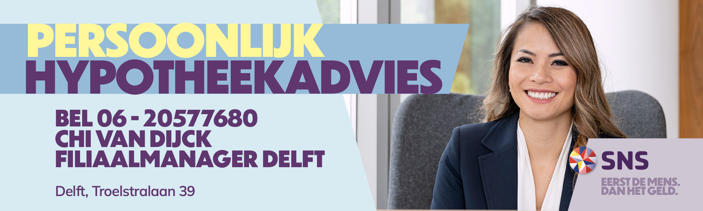 PERSOONLIJK
HYPOTHEEKADVIES
BEL 06 - 20577680
CHI VAN DIJCK
FILIAALMANAGER DELFT
Delft, Troelstralaan 39
SNS
EERST DE MENS.
DAN HET GELD.